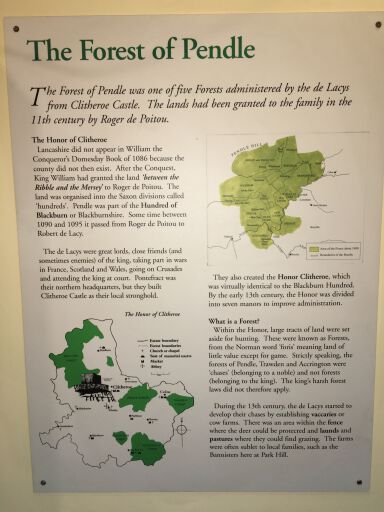 The Forest of Pendle
The Forest of Pendle was one of five Forests administered by the de Lacys
from Clitheroe Castle. The lands had been granted to the family in the
11th century by Roger de Poitou.
The Honor of Clitheroe
Lancashire did not appear in William the
Conqueror's Domesday Book of 1086 because the
county did not then exist. After the Conquest,
King William had granted the land 'between the
Ribble and the Mersey' to Roger de Poitou. The
land was organised into the Saxon divisions called
'hundreds'. Pendle was part of the Hundred of
Blackburn or Blackburnshire. Some time between
1090 and 1095 it passed from Roger de Poitou to
Robert de Lacy.
The de Lacys were great lords, close friends (and
sometimes enemies) of the king, taking part in wars
in France, Scotland and Wales, going on Crusades
and attending the king at court. Pontefract was
their northern headquarters, but they built
Clitheroe Castle as their local stronghold.
The Honor of Clitheroe
Forest boundaries
Church or chapel
Seat of manorial courts
Market
Abbey
Clitheroe
PENDLE HILL
They also created the Honor Clitheroe, which
was virtually identical to the Blackburn Hundred.
By the early 13th century, the Honor was divided
into seven manors to improve administration.
What is a Forest?
Within the Honor, large tracts of land were set
aside for hunting. These were known as Forests,
from the Norman word 'foris' meaning land of
little value except for game. Strictly speaking, the
forests of Pendle, Trawden and Accrington were
'chases' (belonging to a noble) and not forests
(belonging to the king). The king's harsh forest
laws did not therefore apply.
During the 13th century, the de Lacys started to
develop their chases by establishing vaccaries or
cow farms. There was an area within the fence
where the deer could be protected and launds and
pastures where they could find grazing. The farms
were often sublet to local families, such as the
Bannisters here at Park Hill.